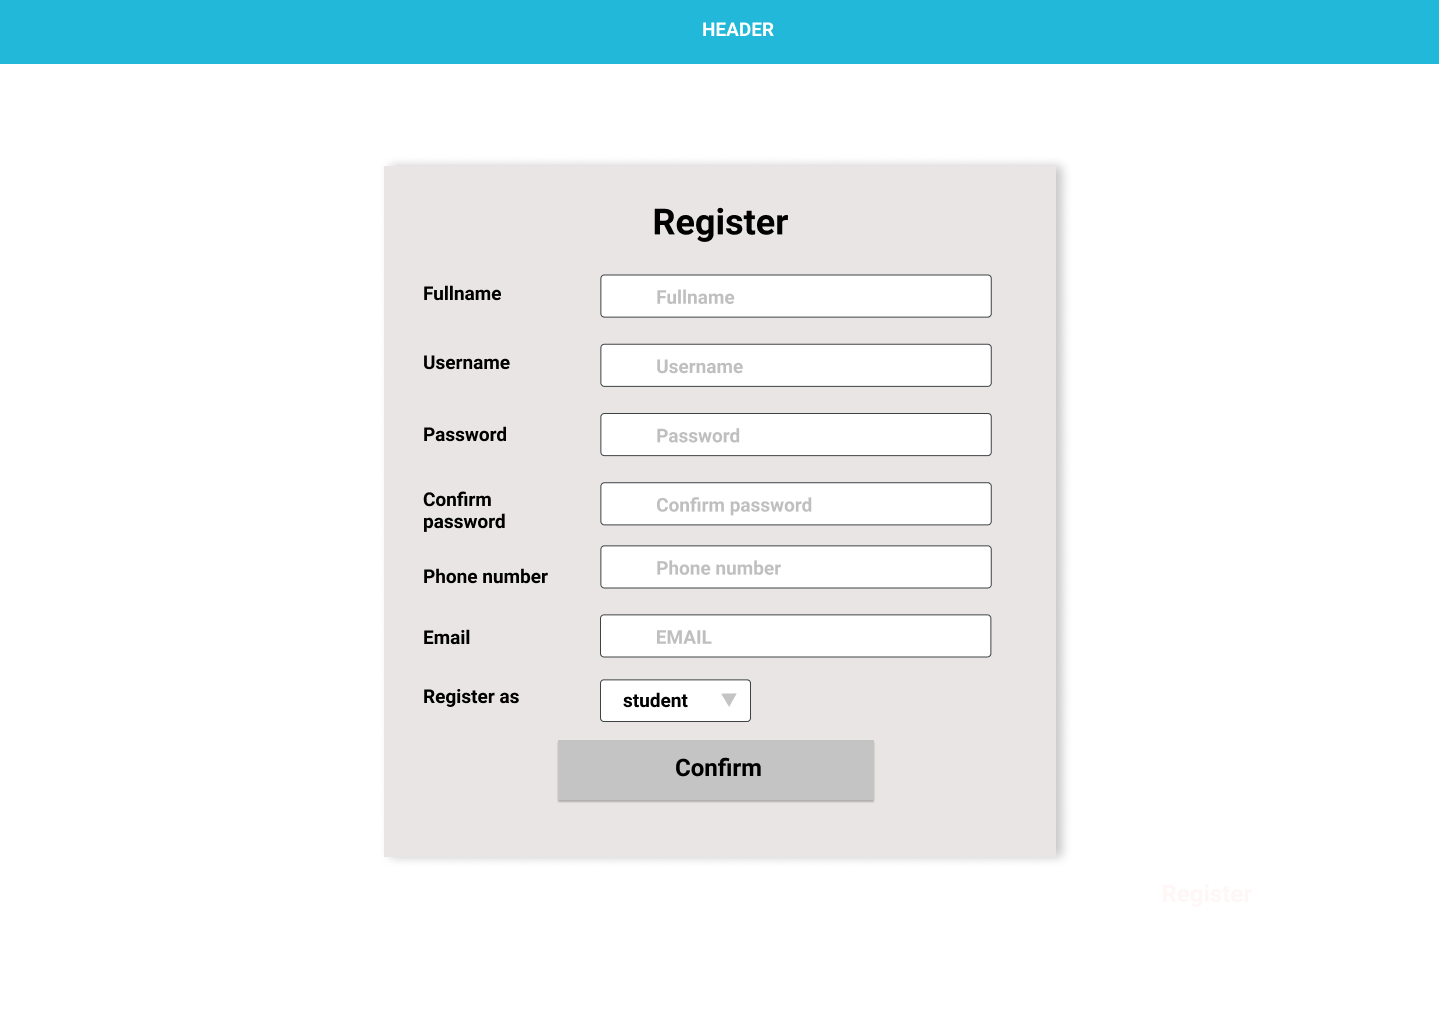 HEADER
Register
Fullname
Fullname
Username
Username
Password
Password
Confirm
password
Confirm password
Phone number
Phone number
Email
EMAIL
Register as
student
Confirm
Register